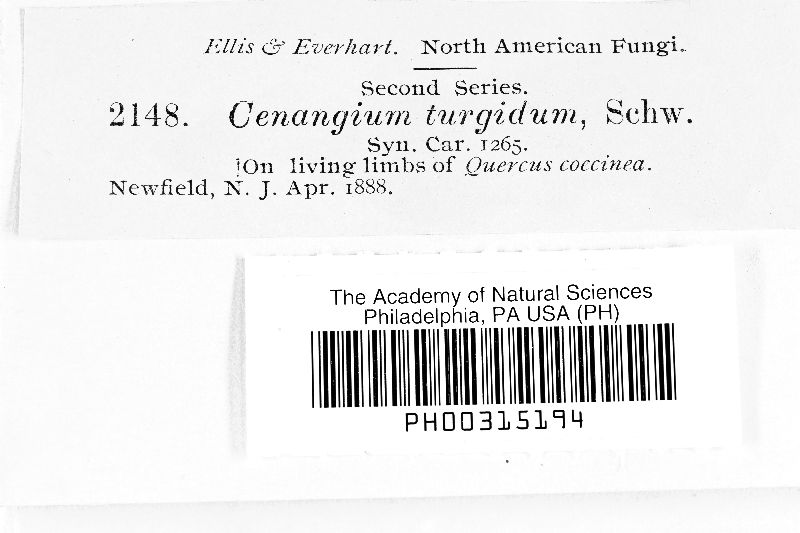 Ellis & Everhart. North American Fungi.
Second Series.
2148. Cenangium turgidum, Schw.
Syn. Car. 1265.
On living limbs of Quercus coccinea.
Newfield, N. J. Apr. 1888.
The Academy of Natural Sciences
Philadelphia, PA USA (PH)
PH00315194